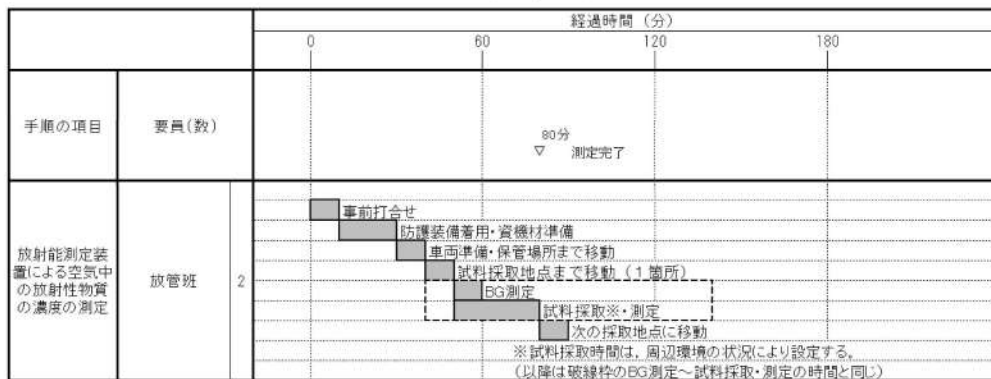 経過時間（分）
0 60 120 180
手順の項目 要員(数)
80分
▽ 測定完了
事前打合せ
防護装備着用・資機材準備
車両準備・保管場所まで移動
試料採取地点まで移動（１箇所）
BG測定
試料採取※・測定
次の採取地点に移動
※試料採取時間は，周辺環境の状況により設定する。
（以降は破線枠のBG測定～試料採取・測定の時間と同じ）
放射能測定装
置による空気中
の放射性物質
の濃度の測定
放管班 2